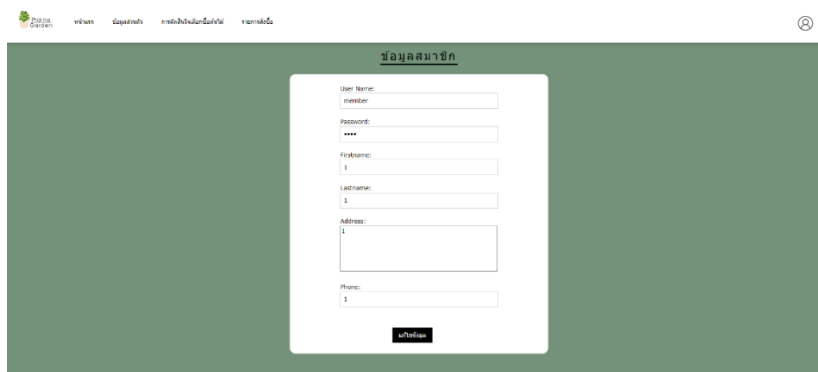 Garden
หน้าแรก ข้อมูลส่วนตัว การตัดสินใจเลือกซื้อต้นไม้ รายการสั่งซื้อ
ข้อมูลสมาชิก
User Name:
member
Password:
••••
Firstname:
1
Lastname:
1
Address:
1
Phone:
1
แก้ไขข้อมูล